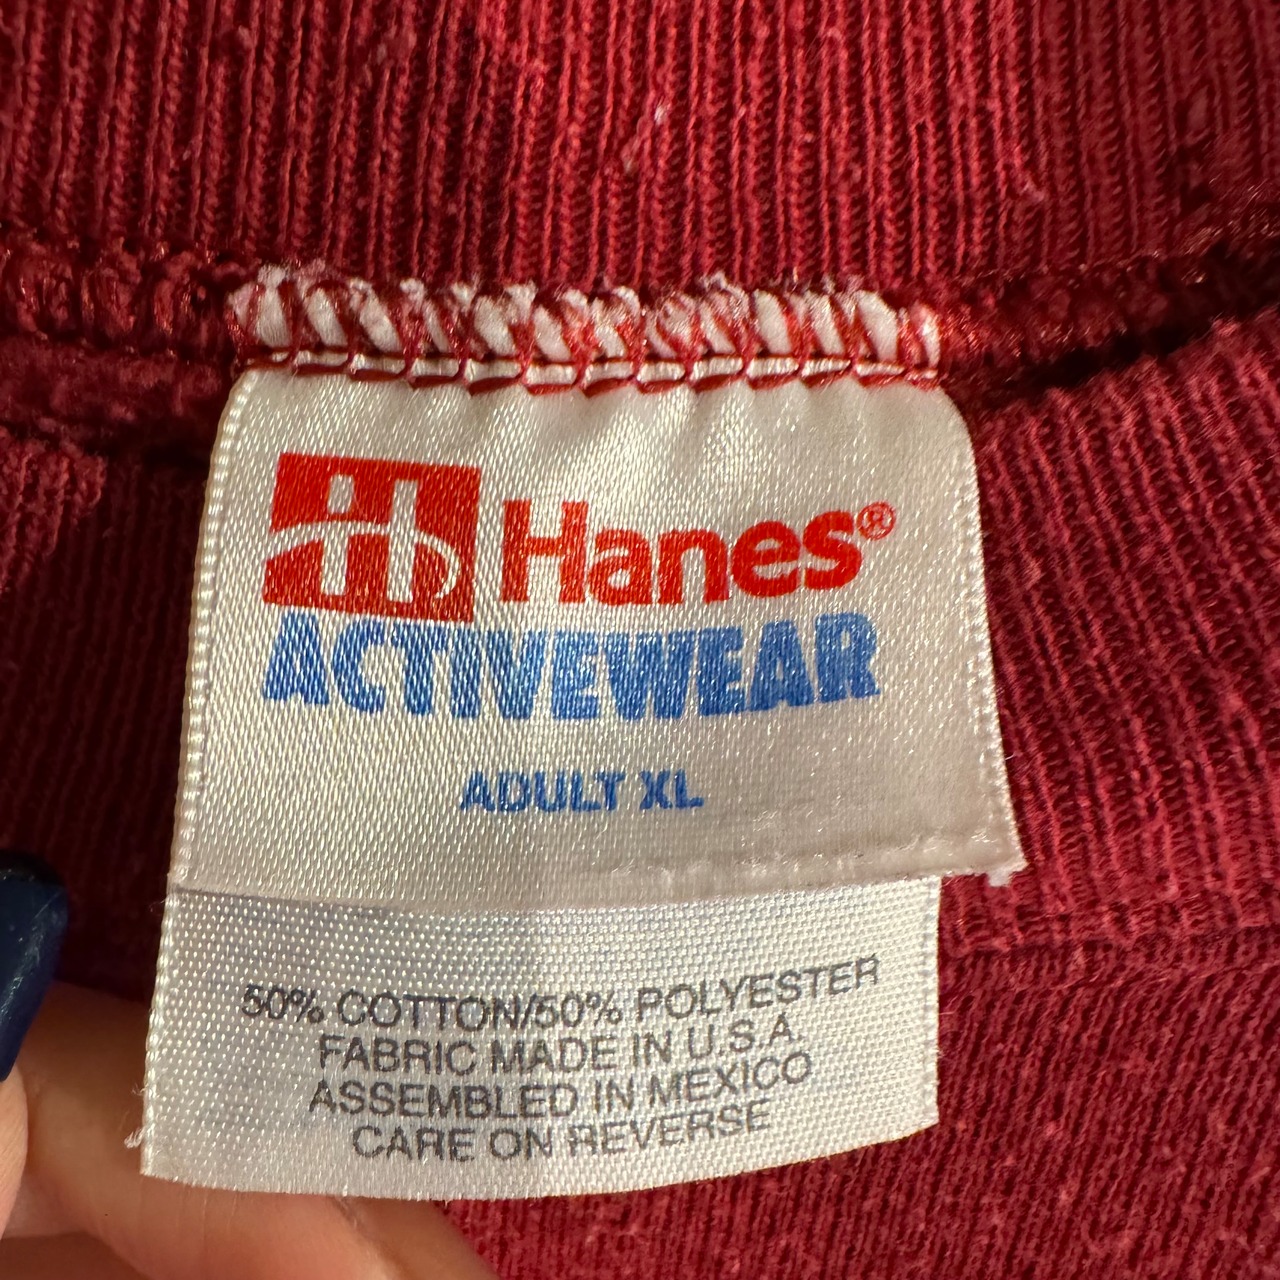 Hanes®
ACTIVEWEAR
ADULT XL
50% COTTON/50% POLYESTER
FABRIC MADE IN U.S.A.
ASSEMBLED IN MEXICO
CARE ON REVERSE